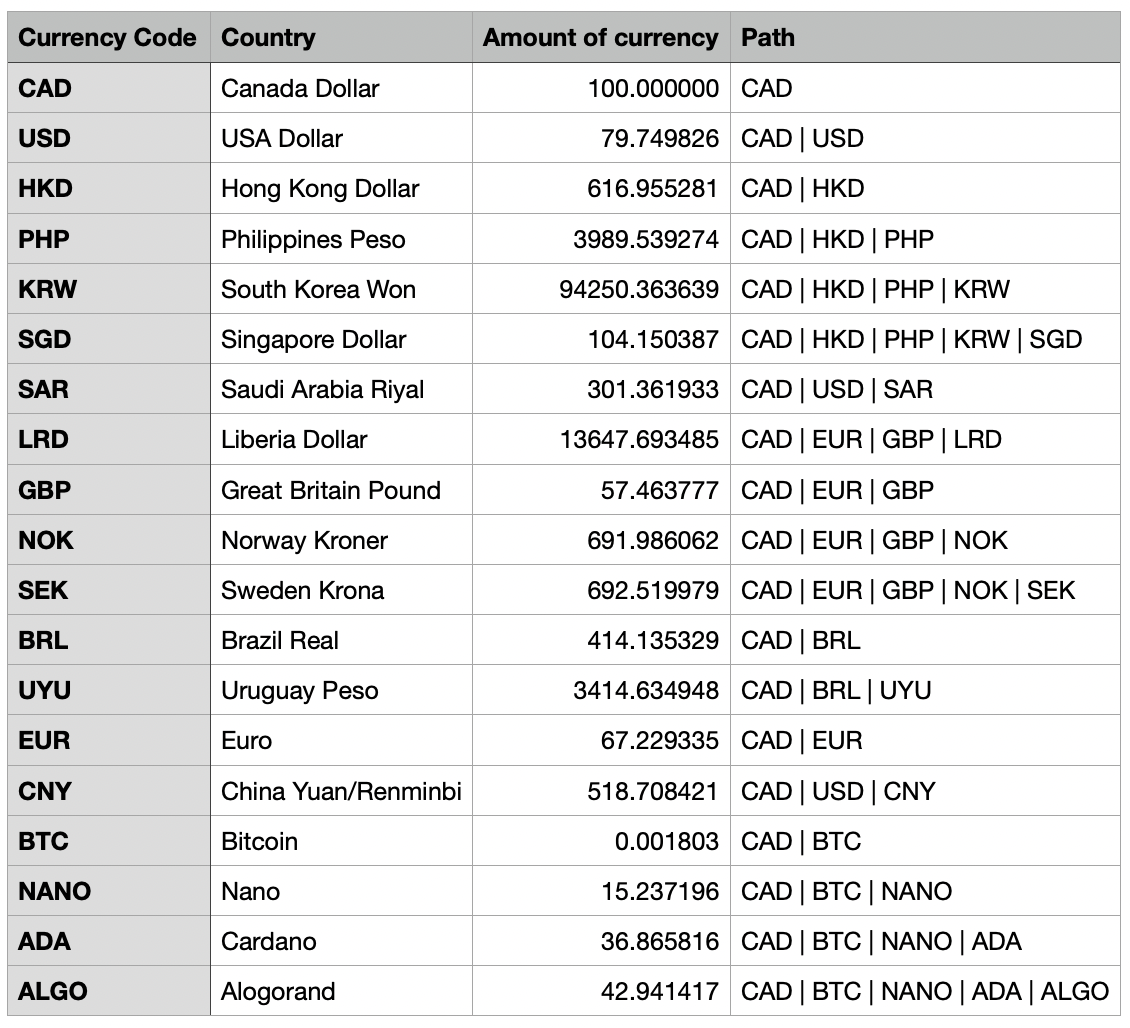 Currency Code Country Amount of currency Path
CAD Canada Dollar 100.000000 CAD
USD USA Dollar 79.749826 CAD | USD
HKD Hong Kong Dollar 616.955281 CAD | HKD
PHP Philippines Peso 3989.539274 CAD | HKD | PHP
KRW South Korea Won 94250.363639 CAD | HKD | PHP | KRW
SGD Singapore Dollar 104.150387 CAD | HKD | PHP | KRW | SGD
SAR Saudi Arabia Riyal 301.361933 CAD | USD | SAR
LRD Liberia Dollar 13647.693485 CAD | EUR | GBP | LRD
GBP Great Britain Pound 57.463777 CAD | EUR | GBP
NOK Norway Kroner 691.986062 CAD | EUR | GBP | NOK
SEK Sweden Krona 692.519979 CAD | EUR | GBP | NOK | SEK
BRL Brazil Real 414.135329 CAD | BRL
UYU Uruguay Peso 3414.634948 CAD | BRL | UYU
EUR Euro 67.229335 CAD | EUR
CNY China Yuan/Renminbi 518.708421 CAD | USD | CNY
BTC Bitcoin 0.001803 CAD | BTC
NANO Nano 15.237196 CAD | BTC | NANO
ADA Cardano 36.865816 CAD | BTC | NANO | ADA
ALGO Alogorand 42.941417 CAD | BTC | NANO | ADA | ALGO